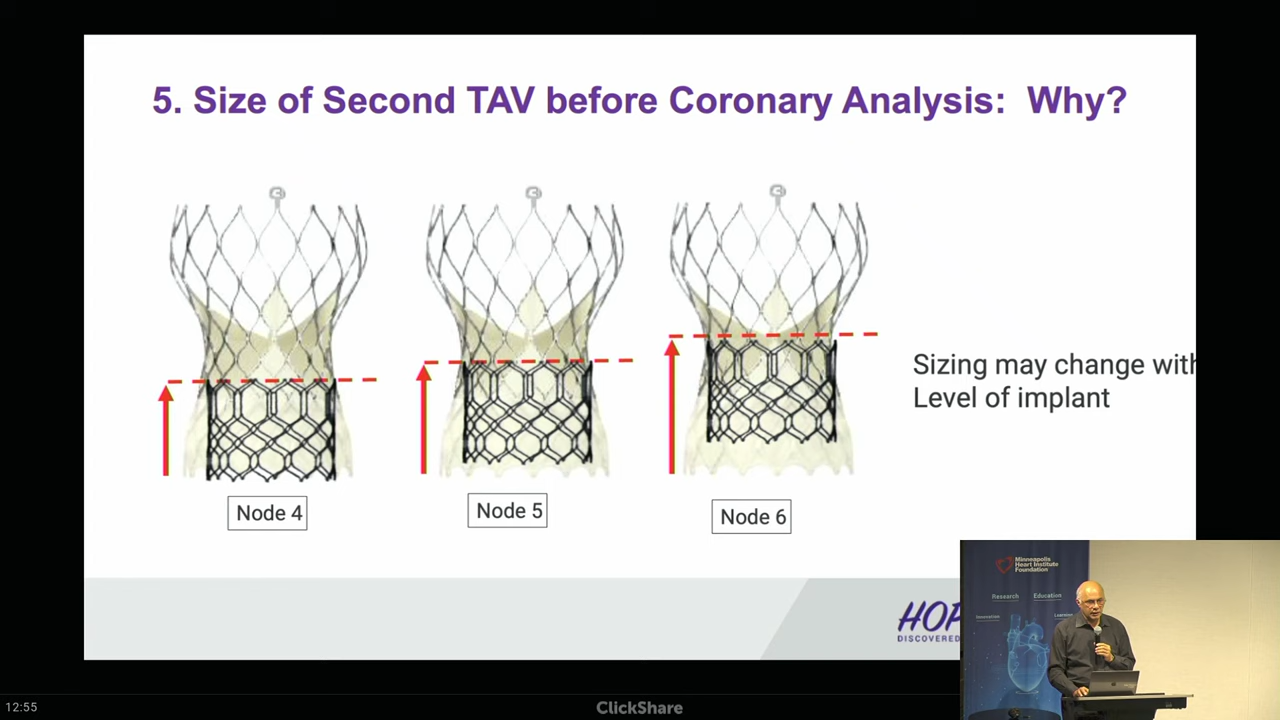 5. Size of Second TAV before Coronary Analysis: Why?
Sizing may change with
Level of implant
Node 4
Node 5
Node 6
HOP
DISCOVERED
Minneapolis
Heart Institute
Foundation
Research Education
Innovation
12:55
ClickShare